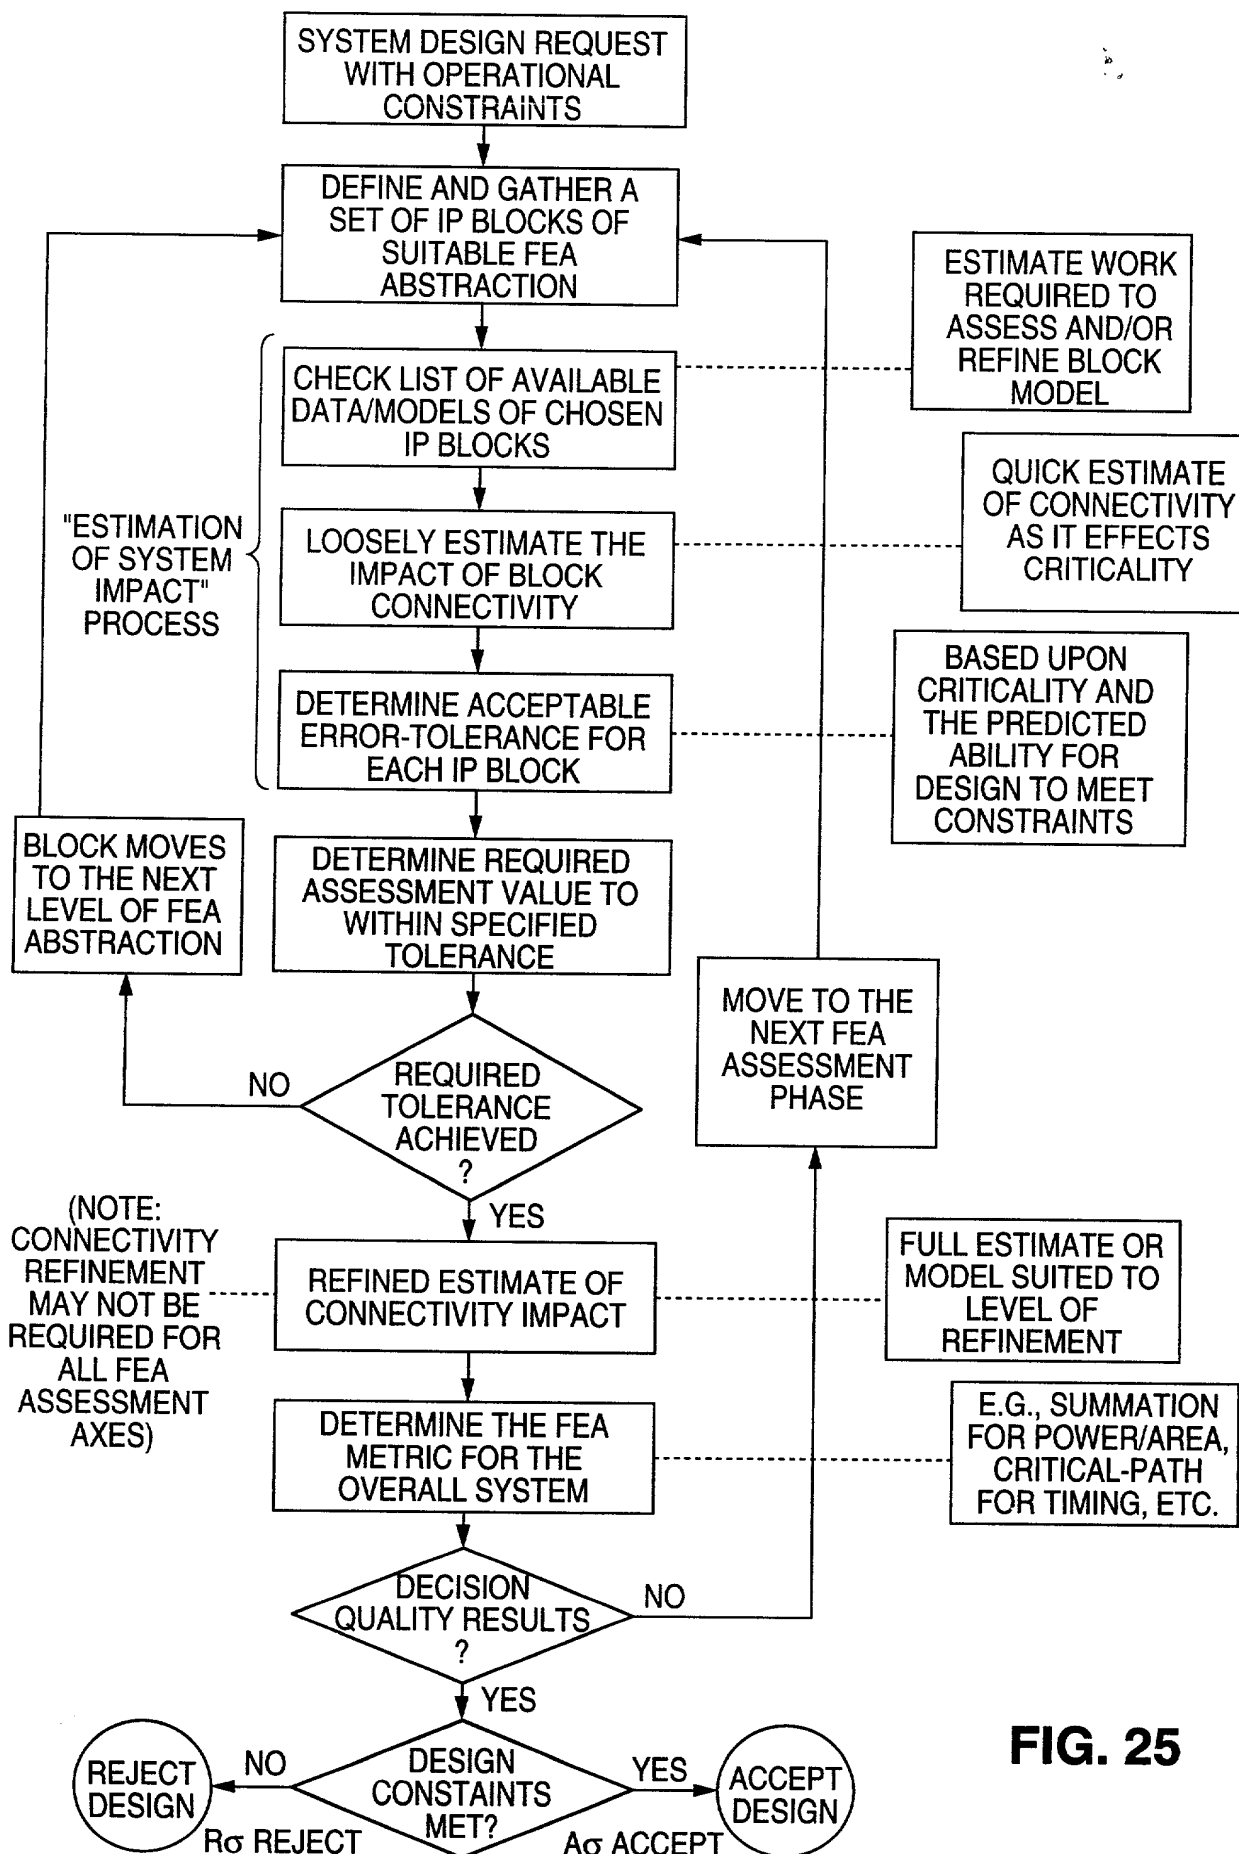 SYSTEM DESIGN REQUEST
WITH OPERATIONAL
CONSTRAINTS
DEFINE AND GATHER A
SET OF IP BLOCKS OF
SUITABLE FEA
ABSTRACTION
ESTIMATE WORK
REQUIRED TO
ASSESS AND/OR
REFINE BLOCK
MODEL
CHECK LIST OF AVAILABLE
DATA/MODELS OF CHOSEN
IP BLOCKS
QUICK ESTIMATE
OF CONNECTIVITY
AS IT EFFECTS
CRITICALITY
"ESTIMATION
OF SYSTEM
IMPACT"
PROCESS
LOOSELY ESTIMATE THE
IMPACT OF BLOCK
CONNECTIVITY
BASED UPON
CRITICALITY AND
THE PREDICTED
ABILITY FOR
DESIGN TO MEET
CONSTRAINTS
DETERMINE ACCEPTABLE
ERROR-TOLERANCE FOR
EACH IP BLOCK
BLOCK MOVES
TO THE NEXT
LEVEL OF FEA
ABSTRACTION
DETERMINE REQUIRED
ASSESSMENT VALUE TO
WITHIN SPECIFIED
TOLERANCE
MOVE TO THE
NEXT FEA
ASSESSMENT
PHASE
NO
REQUIRED
TOLERANCE
ACHIEVED
?
YES
(NOTE:
CONNECTIVITY
REFINEMENT
MAY NOT BE
REQUIRED FOR
ALL FEA
ASSESSMENT
AXES)
REFINED ESTIMATE OF
CONNECTIVITY IMPACT
FULL ESTIMATE OR
MODEL SUITED TO
LEVEL OF
REFINEMENT
DETERMINE THE FEA
METRIC FOR THE
OVERALL SYSTEM
E.G., SUMMATION
FOR POWER/AREA,
CRITICAL-PATH
FOR TIMING, ETC.
DECISION
QUALITY RESULTS
?
NO
YES
REJECT
DESIGN
NO
DESIGN
CONSTAINTS
MET?
YES
ACCEPT
DESIGN
Rσ REJECT
Aσ ACCEPT
FIG. 25